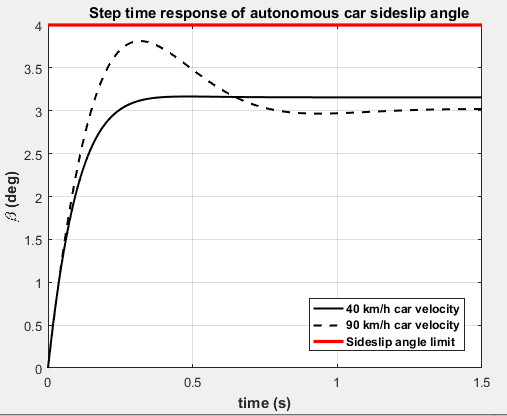 Step time response of autonomous car sideslip angle
4
3.5
3
2.5
2
1.5
1
0.5
0
β (deg)
40 km/h car velocity
90 km/h car velocity
Sideslip angle limit
0 0.5 1 1.5
time (s)